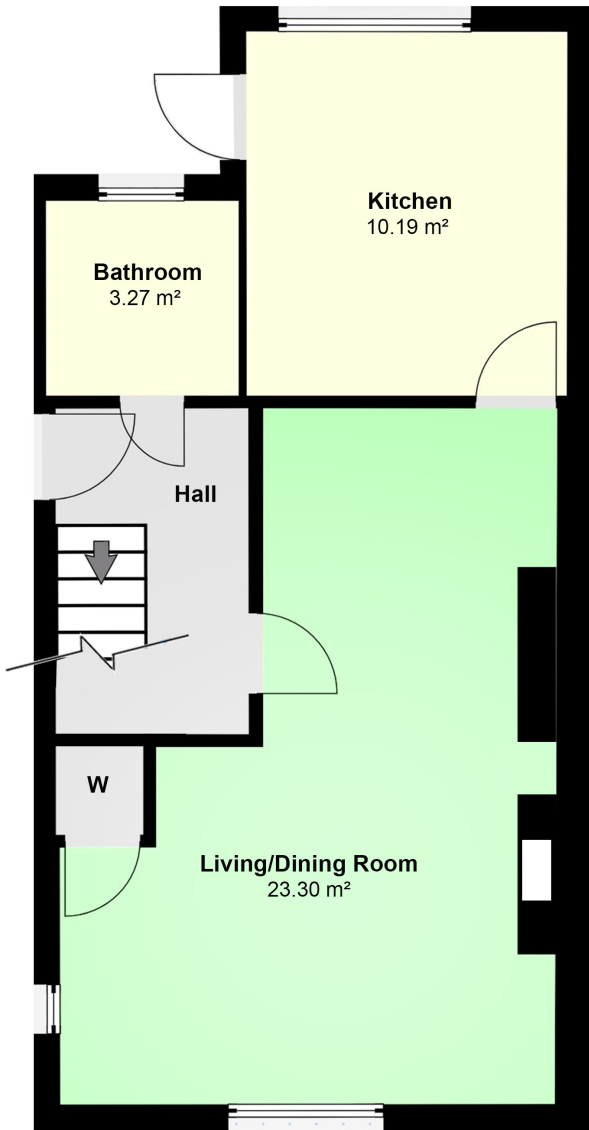 Kitchen
10.19 m²
Bathroom
3.27 m²
Hall
W
Living/Dining Room
23.30 m²